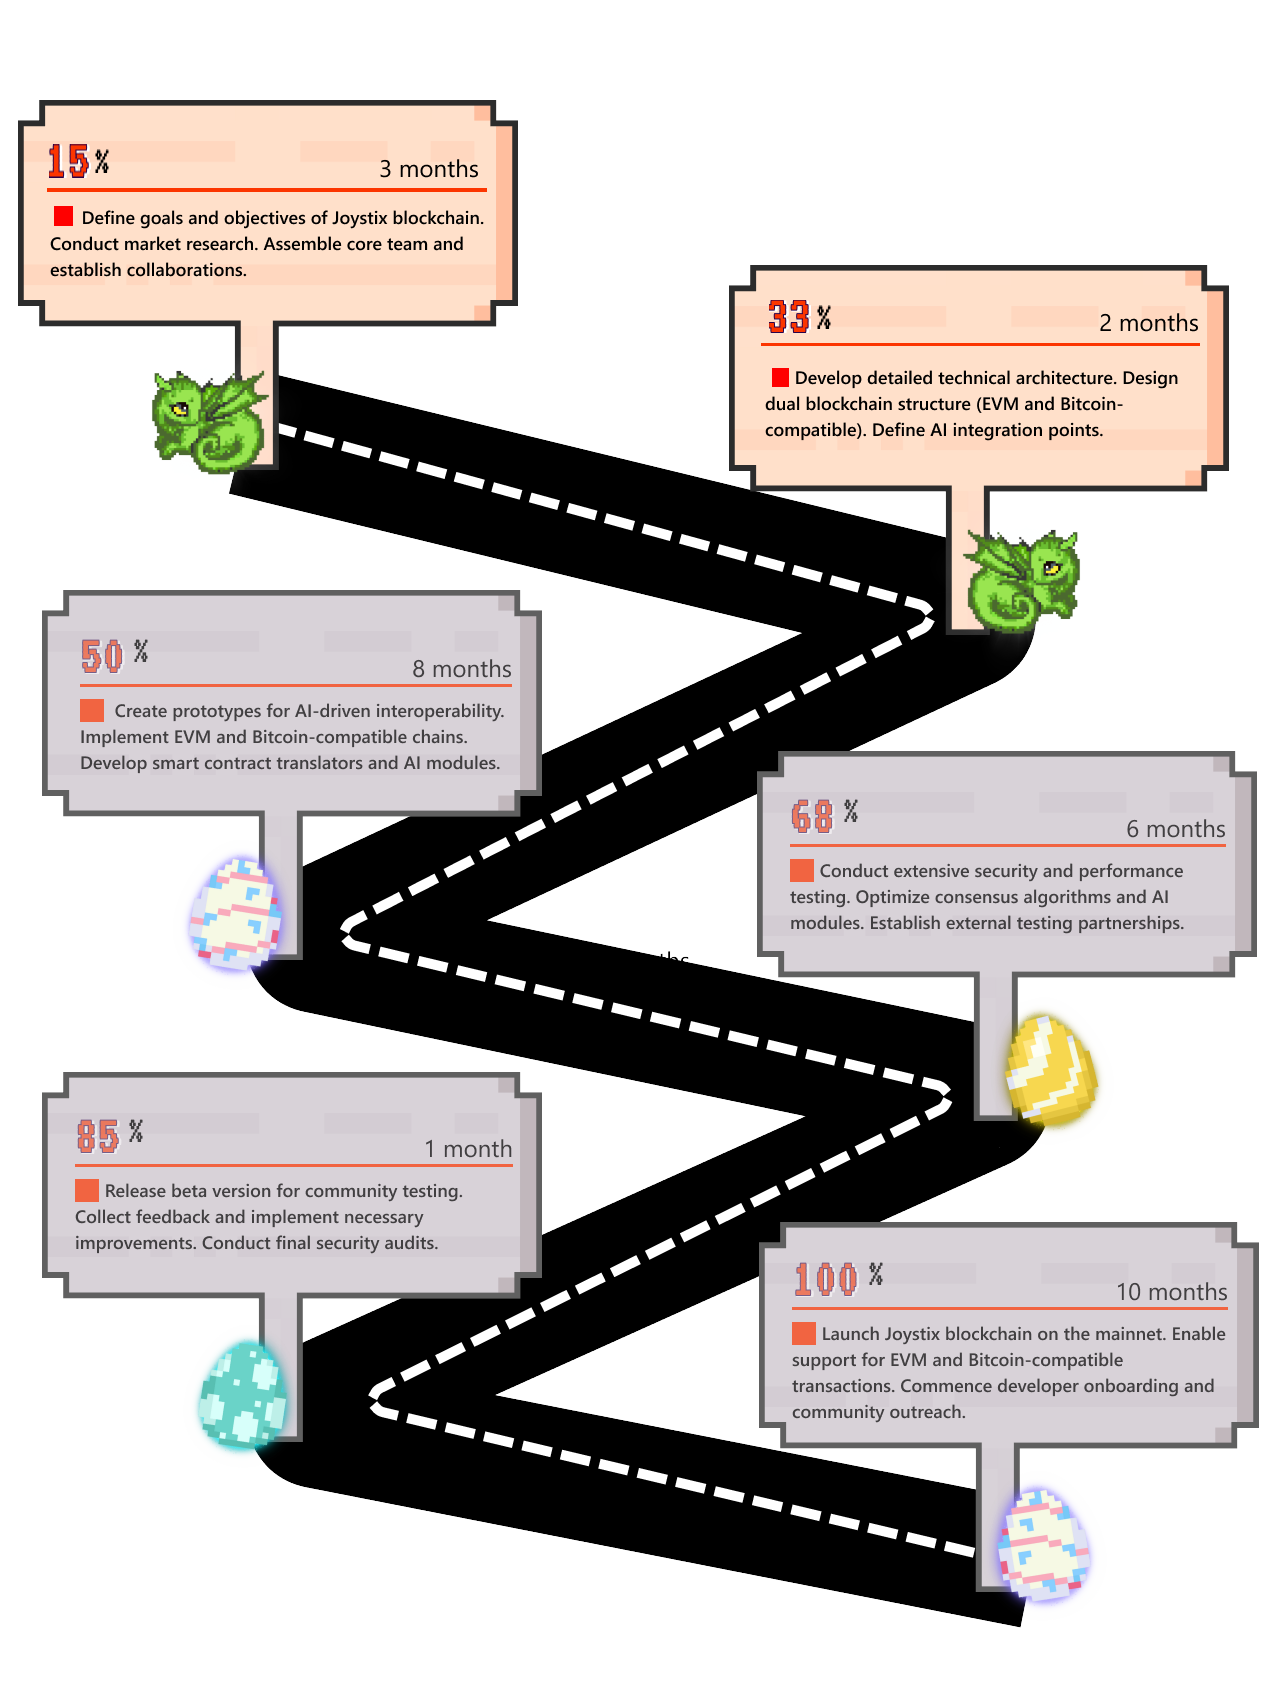 15 %
3 months
Define goals and objectives of Joystix blockchain.
Conduct market research. Assemble core team and
establish collaborations.
33 %
2 months
Develop detailed technical architecture. Design
dual blockchain structure (EVM and Bitcoin-
compatible). Define AI integration points.
50 %
8 months
Create prototypes for AI-driven interoperability.
Implement EVM and Bitcoin-compatible chains.
Develop smart contract translators and AI modules.
68 %
6 months
Conduct extensive security and performance
testing. Optimize consensus algorithms and AI
modules. Establish external testing partnerships.
85 %
1 month
Release beta version for community testing.
Collect feedback and implement necessary
improvements. Conduct final security audits.
100 %
10 months
Launch Joystix blockchain on the mainnet. Enable
support for EVM and Bitcoin-compatible
transactions. Commence developer onboarding and
community outreach.